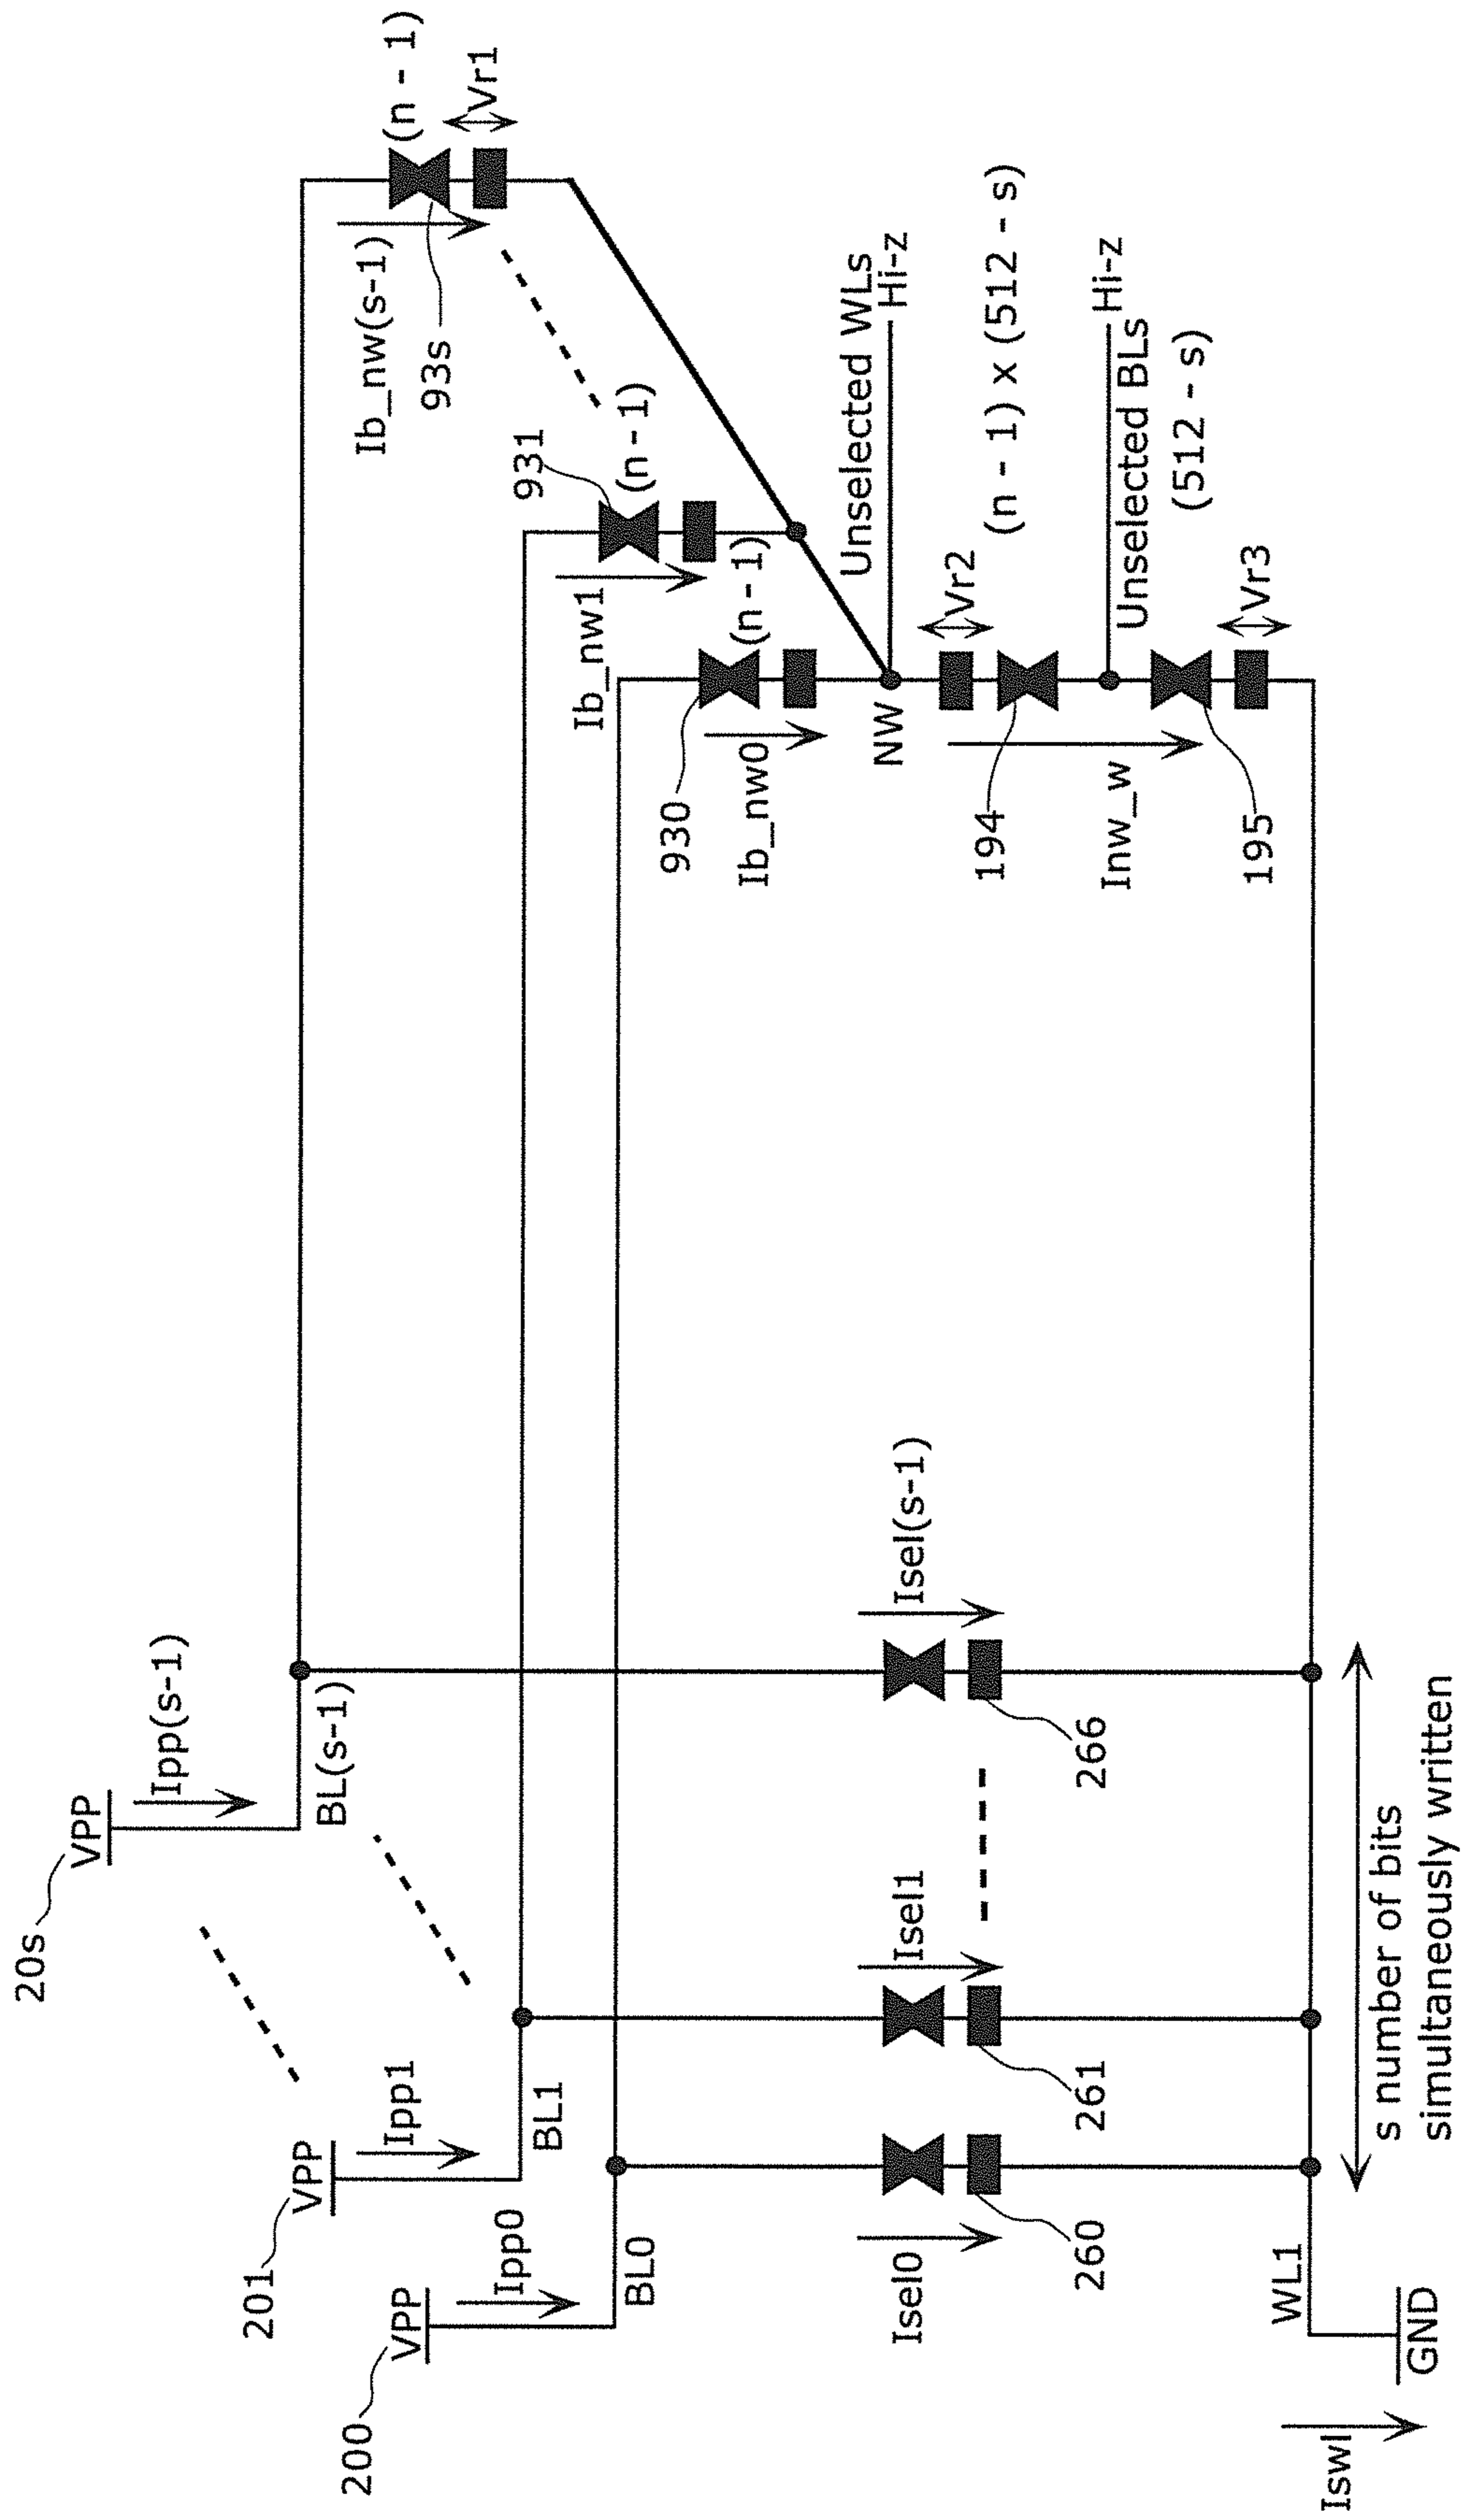 20s
VPP
Ipp(s-1)
BL(s-1)
201
VPP
Ipp1
BL1
200
VPP
Ipp0
BL0
Ib_nw(s-1)
93s
(n - 1)
Vr1
931
(n - 1)
Ib_nw1
930
(n - 1)
Ib_nw0
Isel0
260
Isel1
261
Isel(s-1)
266
NW
Unselected WLs
Hi-z
Vr2
(n - 1) x (512 - s)
194
Inw_w
Hi-z
Unselected BLs
(512 - s)
195
Vr3
WL1
GND
Iswl
s number of bits
simultaneously written